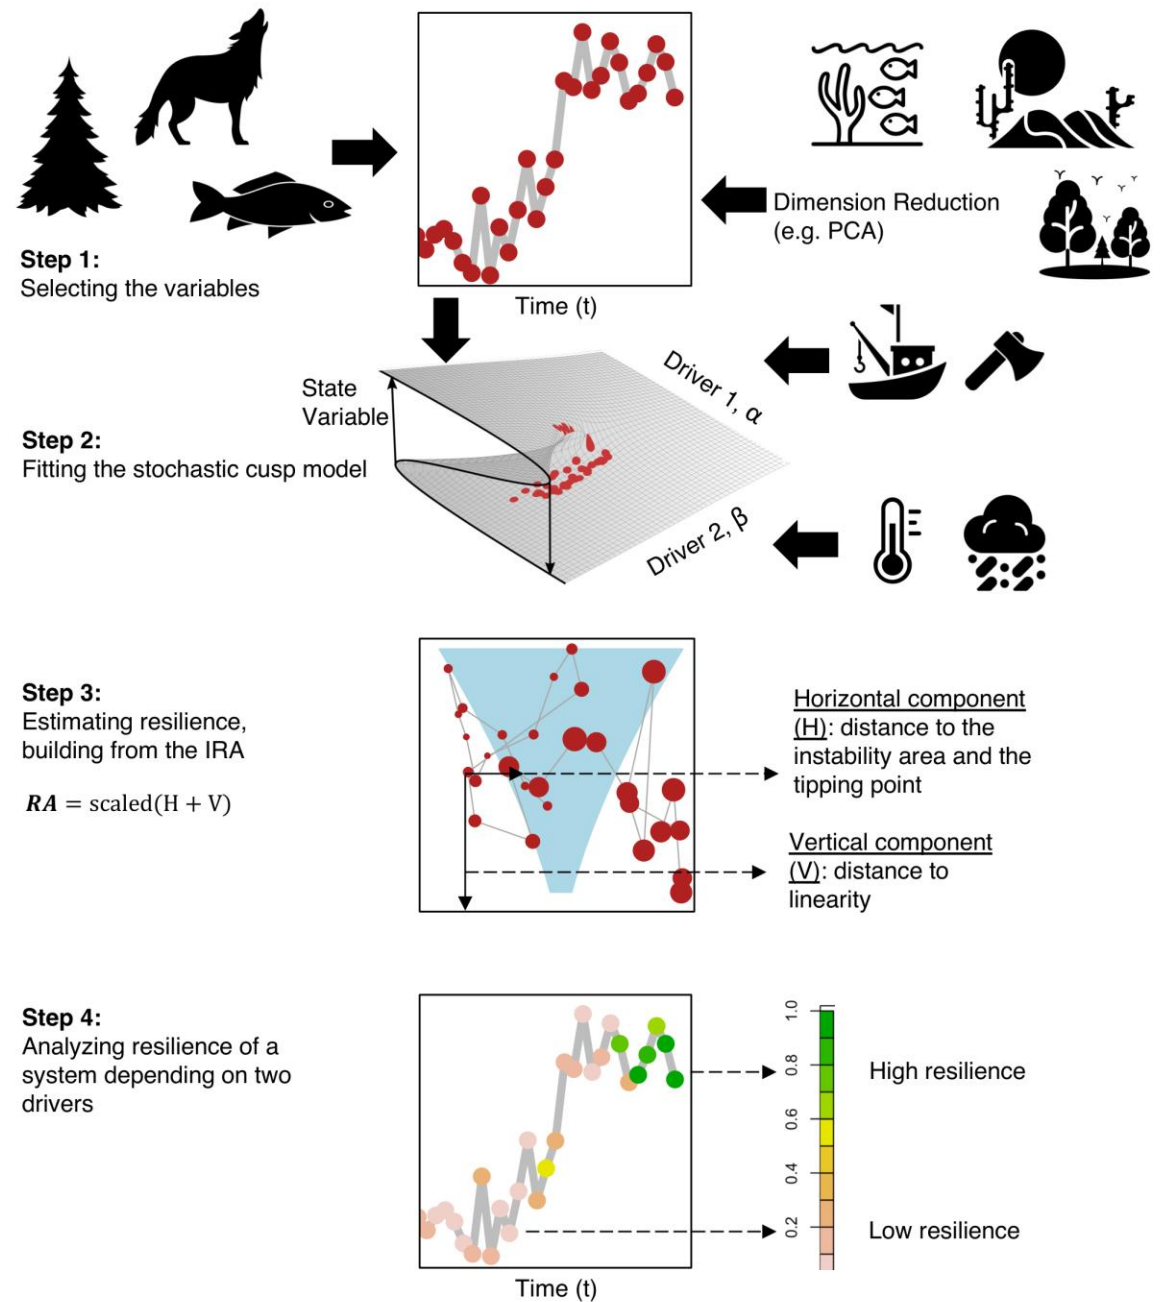 Step 1:
Selecting the variables
Time (t)
Dimension Reduction
(e.g. PCA)
Step 2:
Fitting the stochastic cusp model
State
Variable
Driver 1, α
Driver 2, β
Step 3:
Estimating resilience,
building from the IRA
RA = scaled(H + V)
Horizontal component
(H): distance to the
instability area and the
tipping point
Vertical component
(V): distance to
linearity
Step 4:
Analyzing resilience of a
system depending on two
drivers
Time (t)
1.0
0.8
0.6
0.4
0.2
High resilience
Low resilience